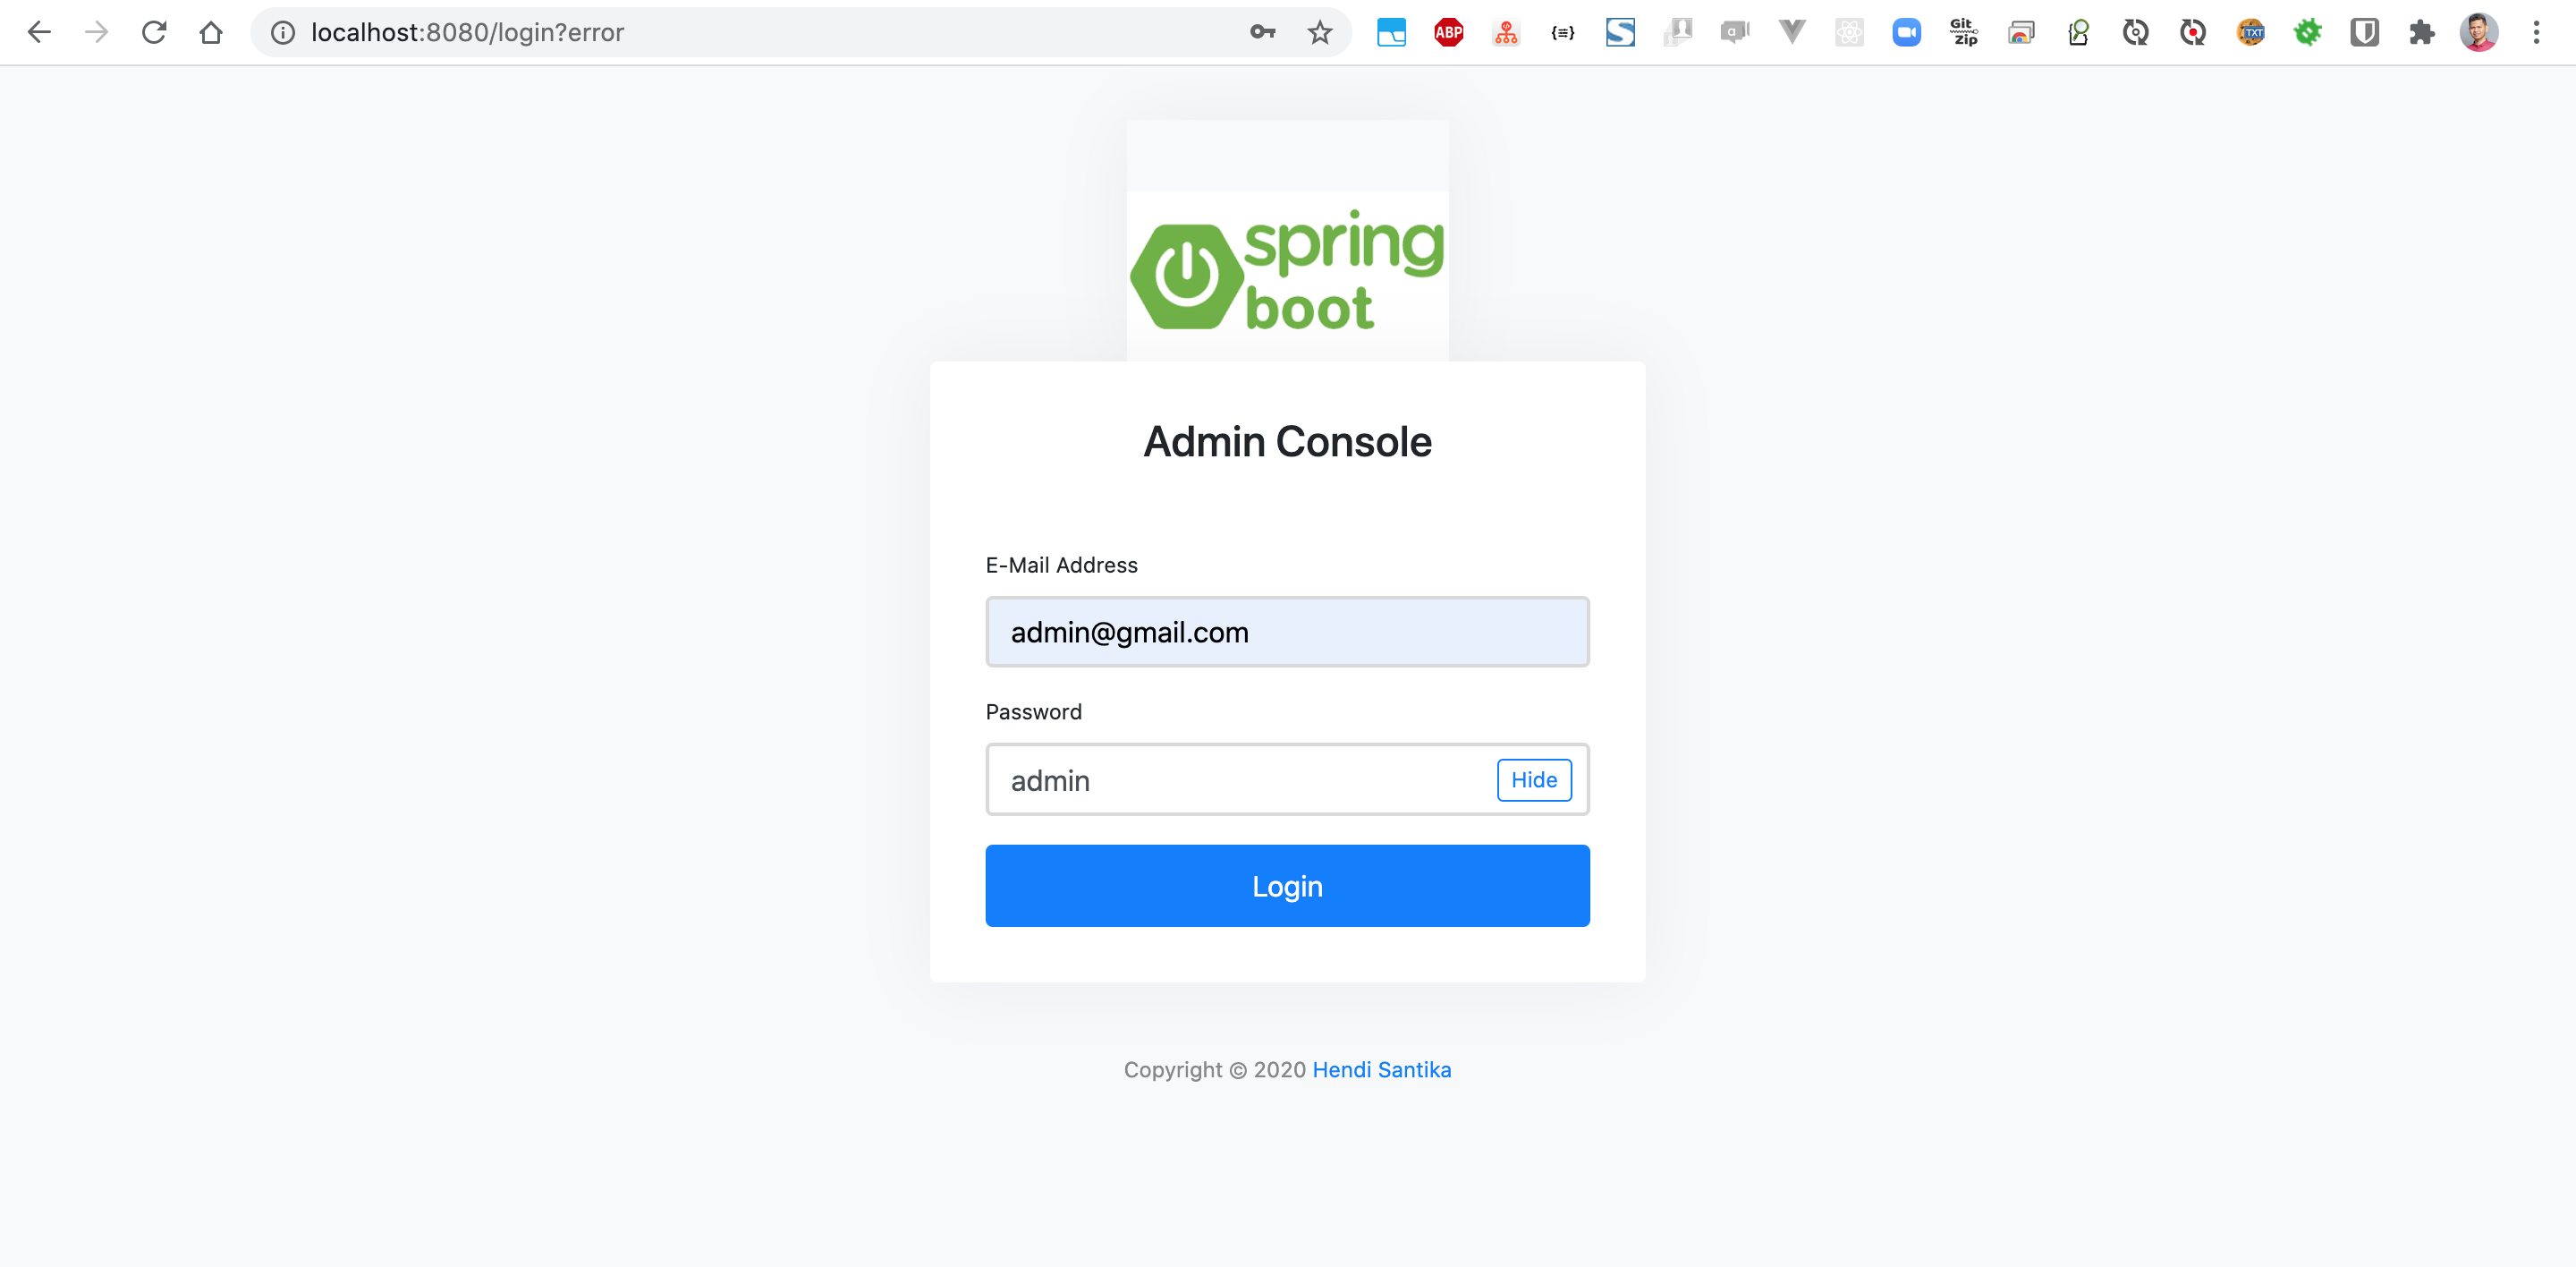 localhost:8080/login?error
ABP
{≡}
S
a
Git
Zip
TXT
spring
boot
Admin Console
E-Mail Address
admin@gmail.com
Password
admin
Hide
Login
Copyright © 2020 Hendi Santika